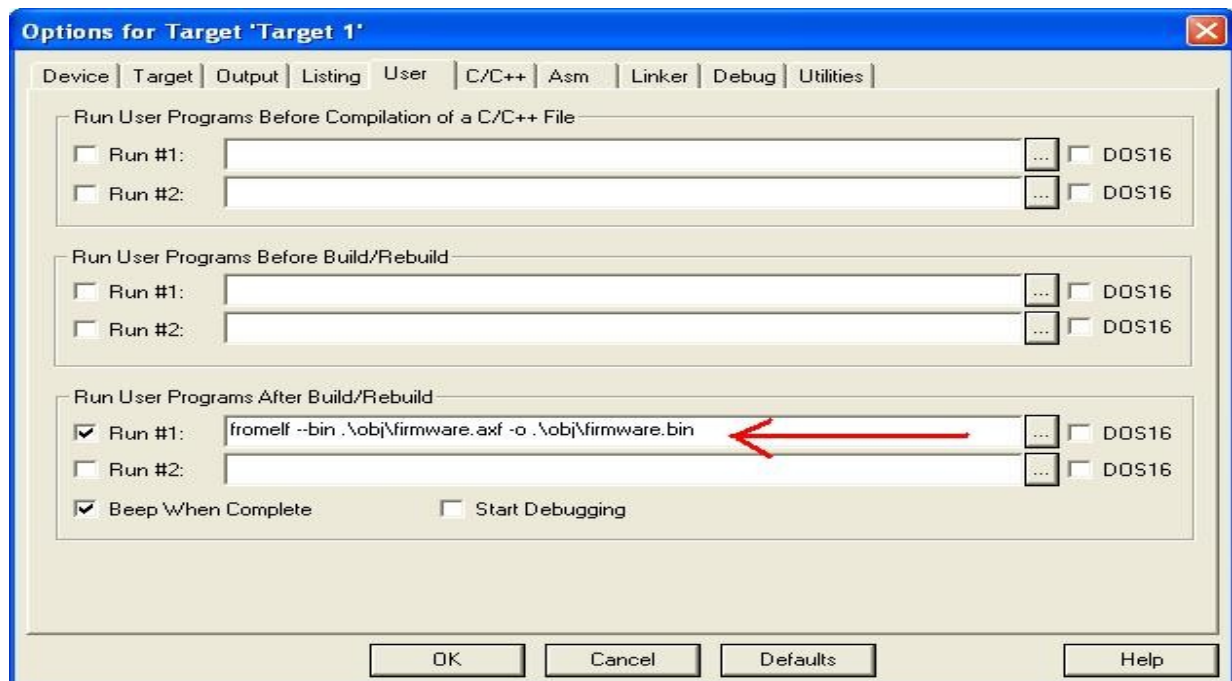 Options for Target 'Target 1'
Device Target Output Listing User C/C++ Asm Linker Debug Utilities
Run User Programs Before Compilation of a C/C++ File
Run #1: ... DOS16
Run #2: ... DOS16
Run User Programs Before Build/Rebuild
Run #1: ... DOS16
Run #2: ... DOS16
Run User Programs After Build/Rebuild
Run #1: fromelf --bin .\obj\firmware.axf -o .\obj\firmware.bin ... DOS16
Run #2: ... DOS16
Beep When Complete Start Debugging
OK Cancel Defaults Help